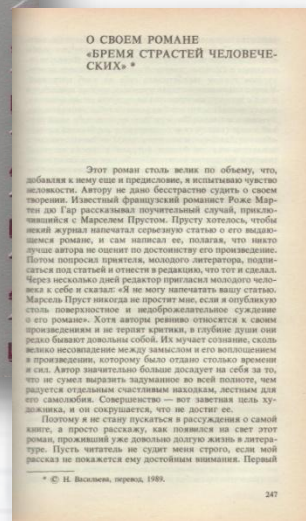 О СВОЕМ РОМАНЕ
«БРЕМЯ СТРАСТЕЙ ЧЕЛОВЕЧЕ-
СКИХ» *
Этот роман столь велик по объему, что,
добавляя к нему еще и предисловие, я испытываю чувство
неловкости. Автору не дано бесстрастно судить о своем
творении. Известный французский романист Роже Мар-
тен дю Гар рассказывал поучительный случай, приклю-
чившийся с Марселем Прустом. Прусту хотелось, чтобы
некий журнал напечатал серьезную статью о его выдаю-
щемся романе, и сам написал ее, полагая, что никто
лучше автора не оценит по достоинству его произведение.
Потом попросил приятеля, молодого литератора, подпи-
саться под статьей и отнести в редакцию, что тот и сделал.
Через несколько дней редактор пригласил молодого чело-
века к себе и сказал: «Я не могу напечатать вашу статью.
Марсель Пруст никогда не простит мне, если я опубликую
столь поверхностное и недоброжелательное суждение
о его романе». Хотя авторы ревниво относятся к своим
произведениям и не терпят критики, в глубине души они
редко бывают довольны собой. Их мучает сознание, сколь
велико несовпадение между замыслом и его воплощением
в произведении, которому было отдано столько времени
и сил. Автор значительно больше досадует на себя за то,
что не сумел выразить задуманное во всей полноте, чем
радуется отдельным счастливым находкам, лестным для
его самолюбия. Совершенство — вот заветная цель ху-
дожника, и он сокрушается, что не достиг ее.
Поэтому я не стану пускаться в рассуждения о самой
книге, а просто расскажу, как появился на свет этот
роман, проживший уже довольно долгую жизнь в литера-
туре. Пусть читатель не судит меня строго, если мой
рассказ не покажется ему достойным внимания. Первый
* © Н. Васильева, перевод, 1989.
247